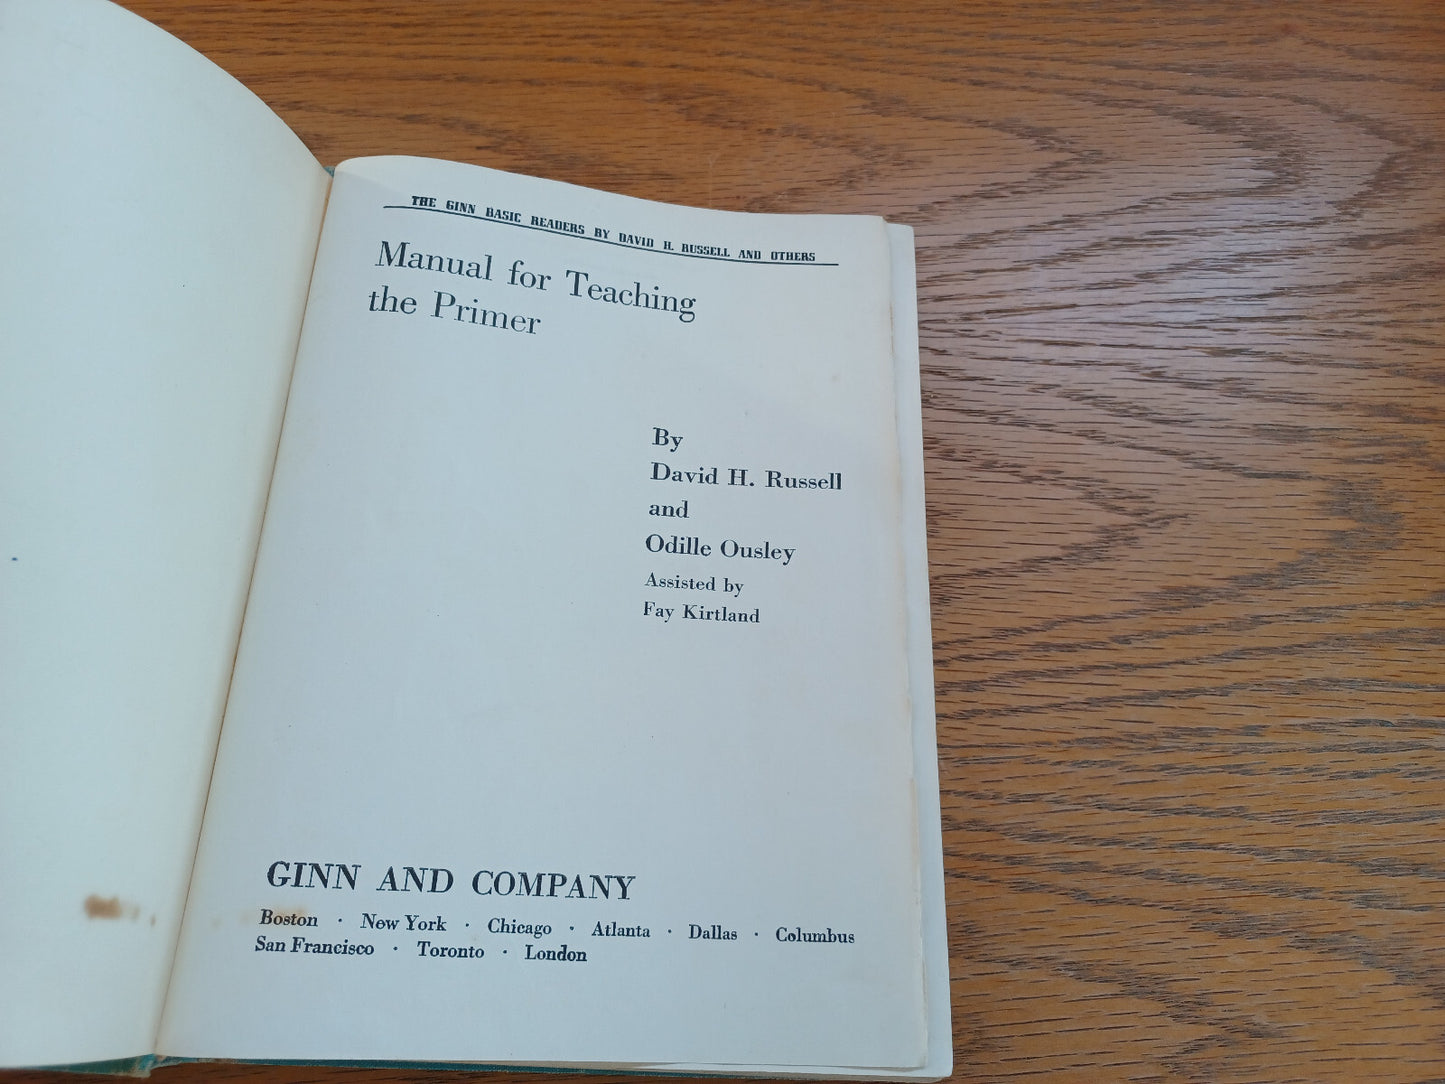 THE GINN BASIC READERS BY DAVID H. RUSSELL AND OTHERS
Manual for Teaching
the Primer
By
David H. Russell
and
Odille Ousley
Assisted by
Fay Kirtland
GINN AND COMPANY
Boston · New York · Chicago · Atlanta · Dallas · Columbus
San Francisco · Toronto · London